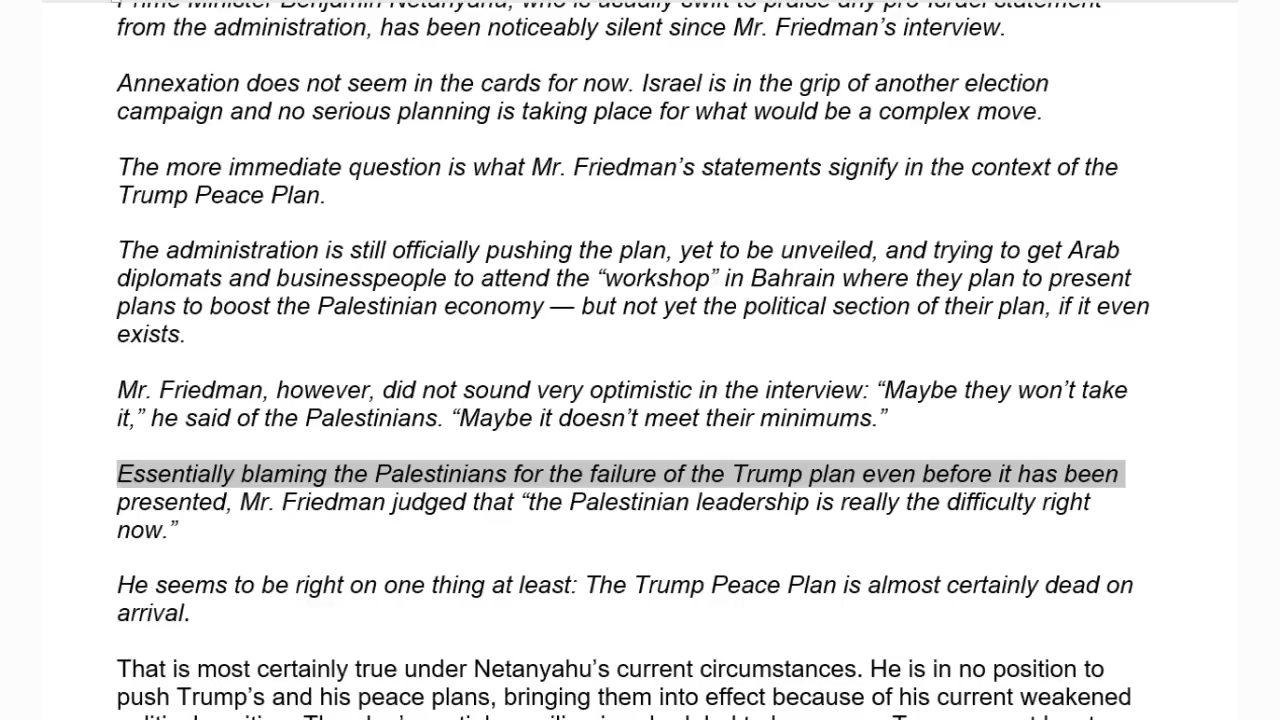 Prime Minister Benjamin Netanyahu, who is usually swift to praise any pro-Israel statement
from the administration, has been noticeably silent since Mr. Friedman’s interview.
Annexation does not seem in the cards for now. Israel is in the grip of another election
campaign and no serious planning is taking place for what would be a complex move.
The more immediate question is what Mr. Friedman’s statements signify in the context of the
Trump Peace Plan.
The administration is still officially pushing the plan, yet to be unveiled, and trying to get Arab
diplomats and businesspeople to attend the “workshop” in Bahrain where they plan to present
plans to boost the Palestinian economy — but not yet the political section of their plan, if it even
exists.
Mr. Friedman, however, did not sound very optimistic in the interview: “Maybe they won’t take
it,” he said of the Palestinians. “Maybe it doesn’t meet their minimums.”
Essentially blaming the Palestinians for the failure of the Trump plan even before it has been
presented, Mr. Friedman judged that “the Palestinian leadership is really the difficulty right
now.”
He seems to be right on one thing at least: The Trump Peace Plan is almost certainly dead on
arrival.
That is most certainly true under Netanyahu’s current circumstances. He is in no position to
push Trump’s and his peace plans, bringing them into effect because of his current weakened